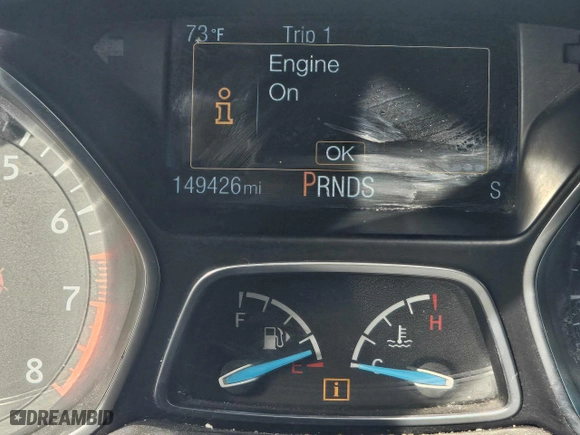 73°F Trip 1
Engine
On
OK
149426mi PRNDS S
5
6
7
8
F
E
H
C
i
DREAMBID